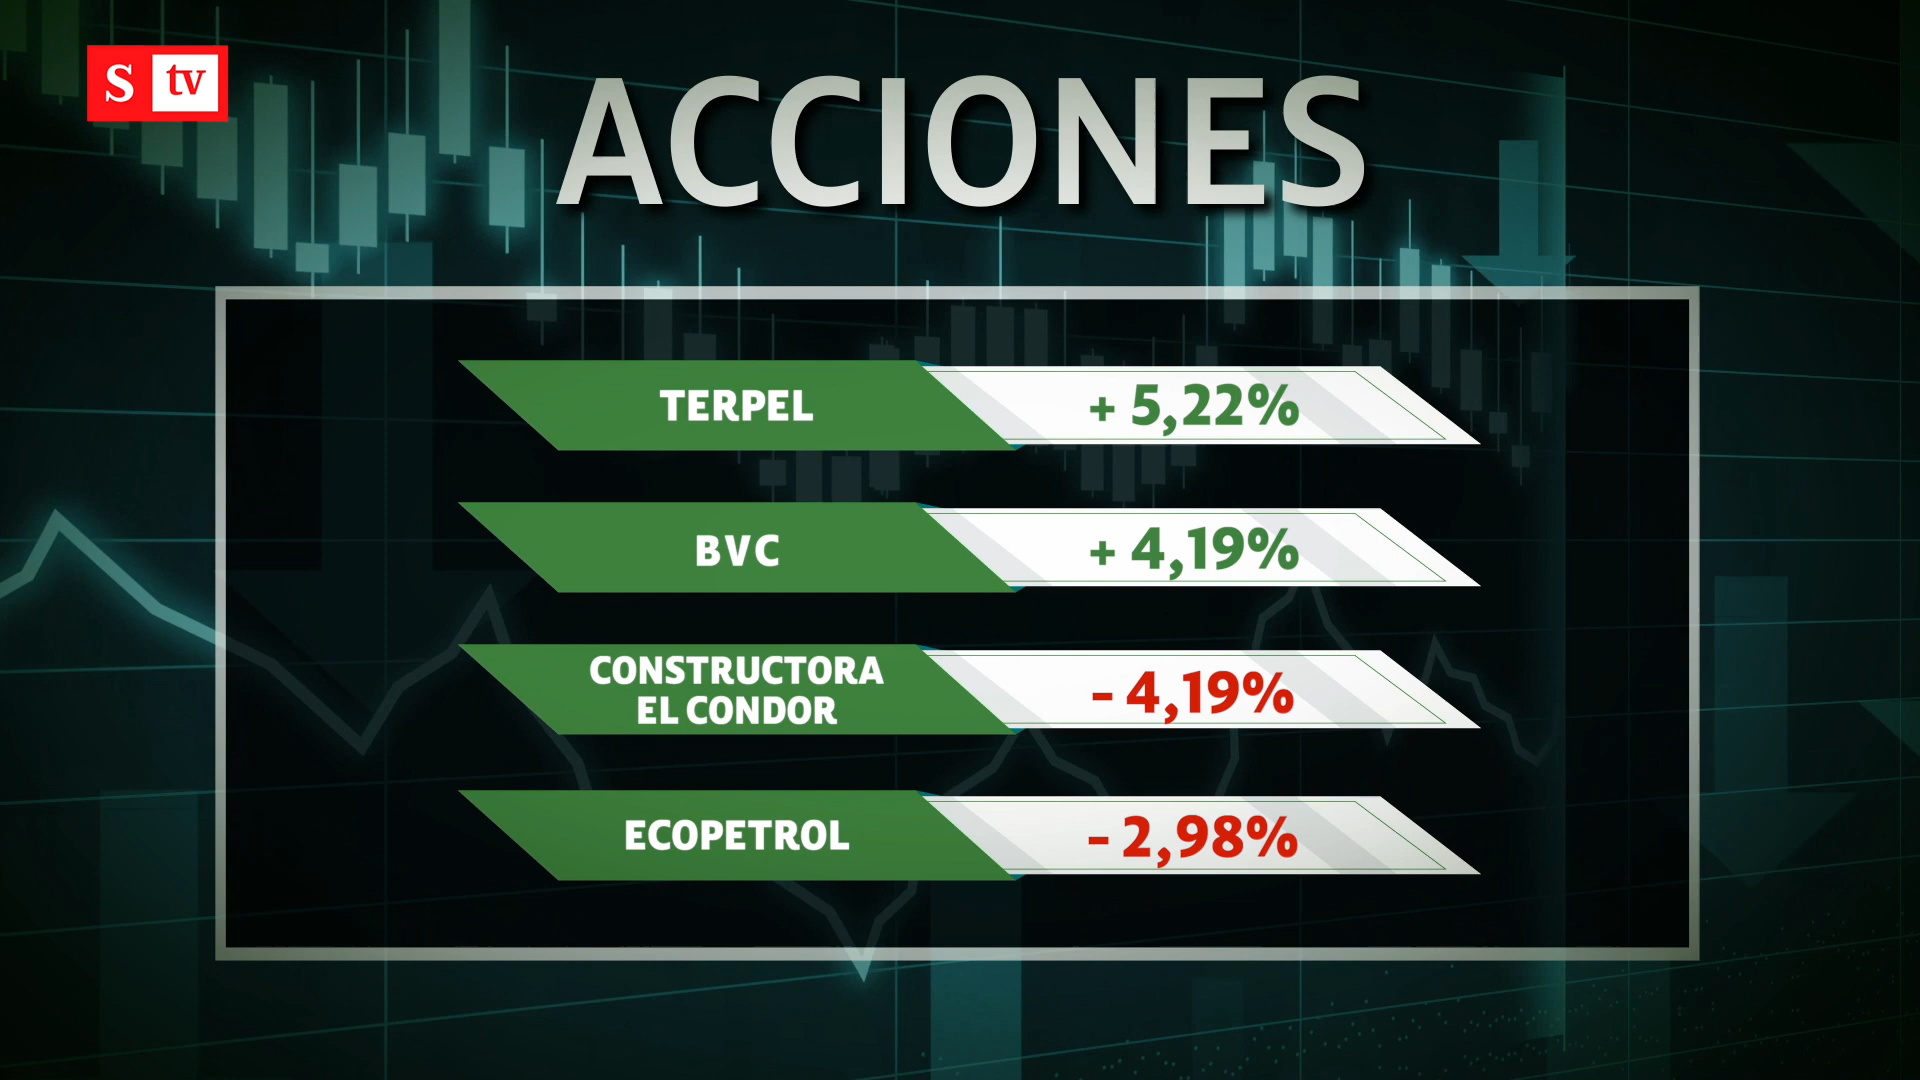 S tv
ACCIONES
TERPEL + 5,22%
BVC + 4,19%
CONSTRUCTORA
EL CONDOR
- 4,19%
ECOPETROL - 2,98%